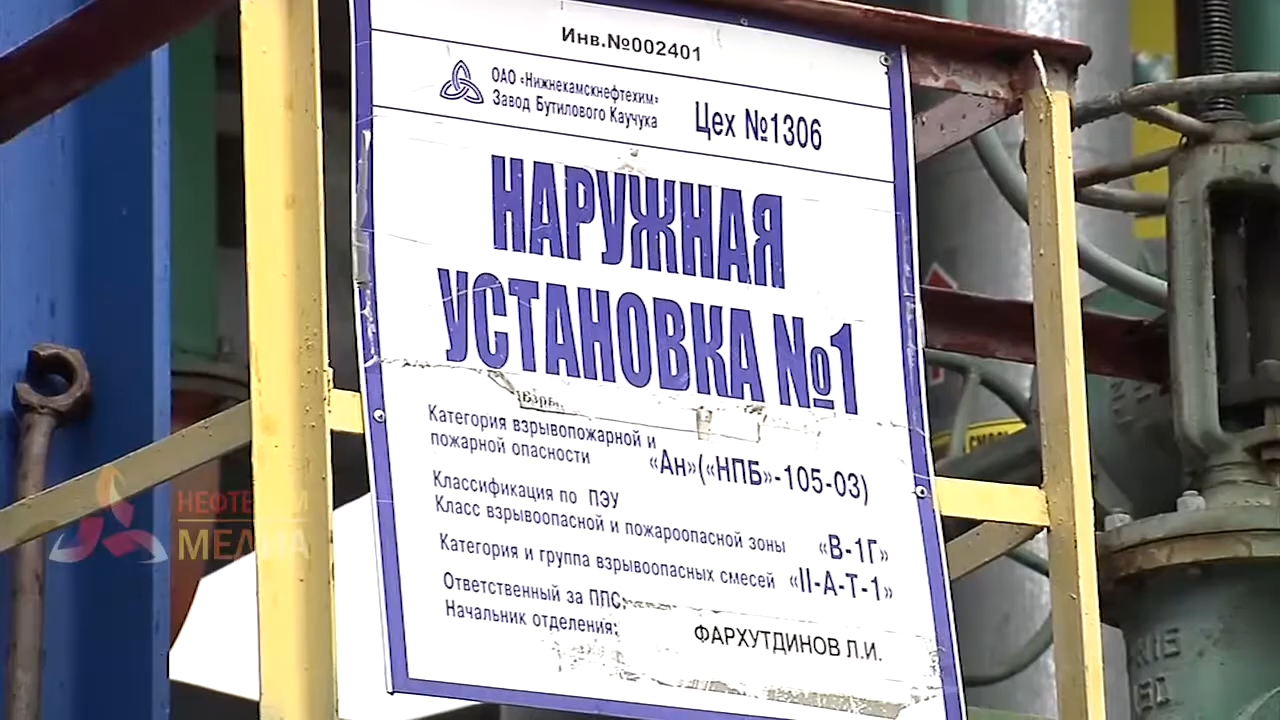 Инв.№002401
ОАО «Нижнекамскнефтехим»
Завод Бутилового Каучука
Цех №1306
НАРУЖНАЯ
УСТАНОВКА №1
Категория взрывопожарной и
пожарной опасности «Ан»(«НПБ»-105-03)
Классификация по ПЭУ
Класс взрывоопасной и пожароопасной зоны «В-1Г»
Категория и группа взрывоопасных смесей «II-А-Т-1»
Ответственный за ППС:
Начальник отделения: ФАРХУТДИНОВ Л.И.
НЕФТЕХИМ
МЕДИА